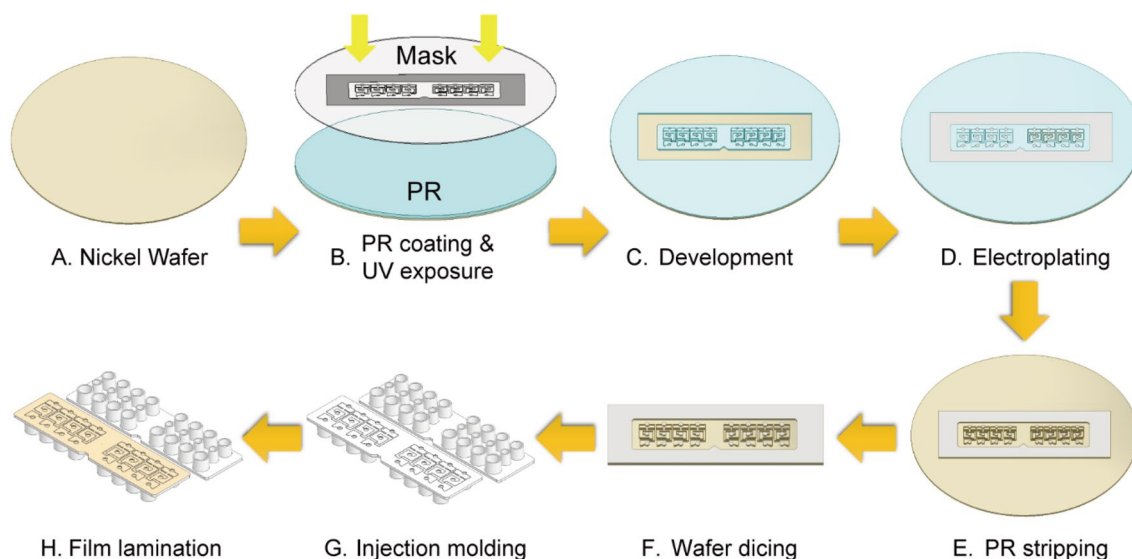 Mask
PR
A. Nickel Wafer
B. PR coating &
UV exposure
C. Development
D. Electroplating
H. Film lamination
G. Injection molding
F. Wafer dicing
E. PR stripping